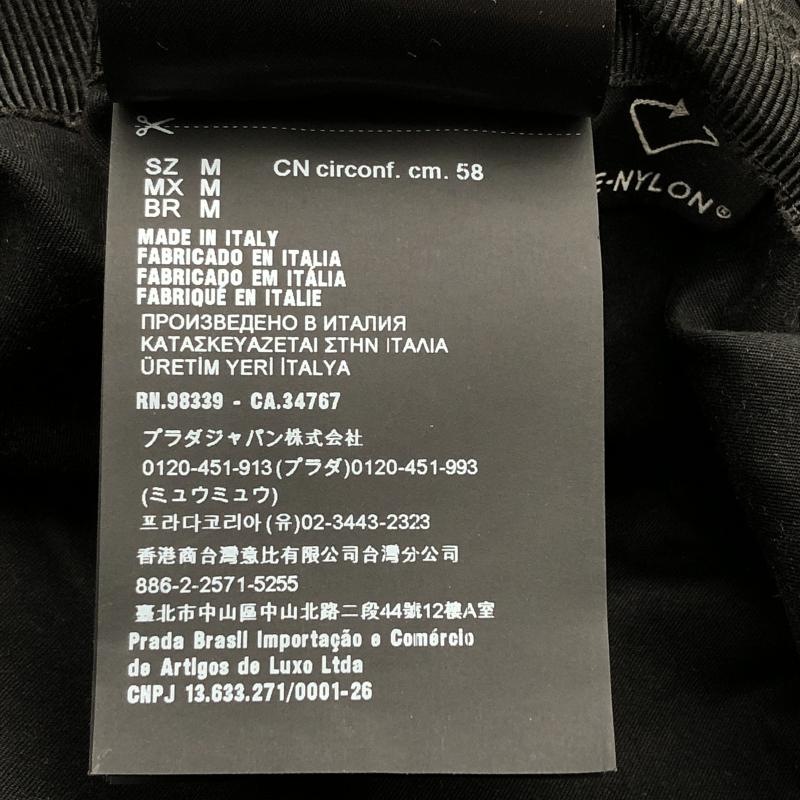 SZ M CN circonf. cm. 58
MX M
BR M
MADE IN ITALY
FABRICADO EN ITALIA
FABRICADO EM ITÁLIA
FABRIQUÉ EN ITALIE
ПРОИЗВЕДЕНО В ИТАЛИЯ
ΚΑΤΑΣΚΕΥΑΖΕΤΑΙ ΣΤΗΝ ΙΤΑΛΙΑ
ÜRETİM YERİ İTALYA
RN.98339 - CA.34767
プラダジャパン株式会社
0120-451-913(プラダ)0120-451-993
(ミュウミュウ)
프라다코리아(유)02-3443-2323
香港商台灣意比有限公司台灣分公司
886-2-2571-5255
臺北市中山區中山北路二段44號12樓A室
Prada Brasil Importação e Comércio
de Artigos de Luxo Ltda
CNPJ 13.633.271/0001-26
E-NYLON®